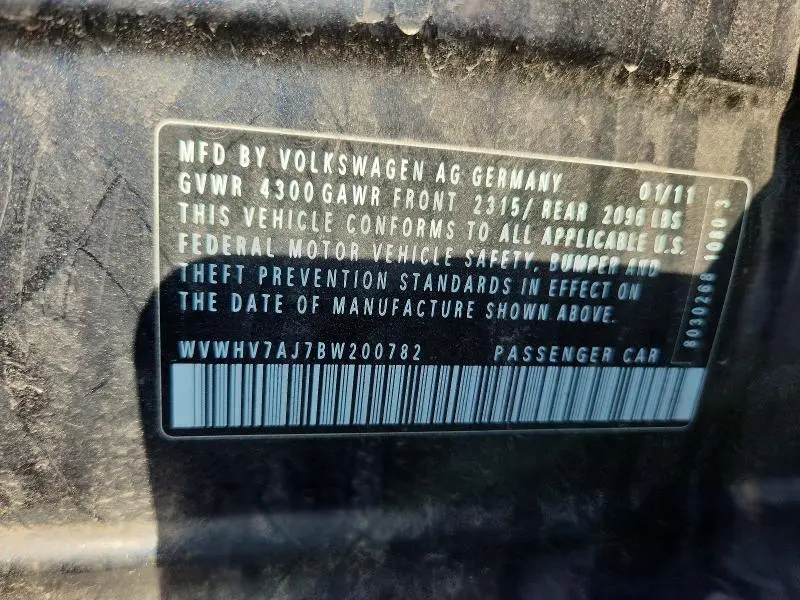 MFD BY VOLKSWAGEN AG GERMANY 01/11
GVWR 4300 GAWR FRONT 2315/ REAR 2096 LBS
THIS VEHICLE CONFORMS TO ALL APPLICABLE U.S.
FEDERAL MOTOR VEHICLE SAFETY, BUMPER AND
THEFT PREVENTION STANDARDS IN EFFECT ON
THE DATE OF MANUFACTURE SHOWN ABOVE.
WVWHV7AJ7BW200782 PASSENGER CAR
8030268 1080 3